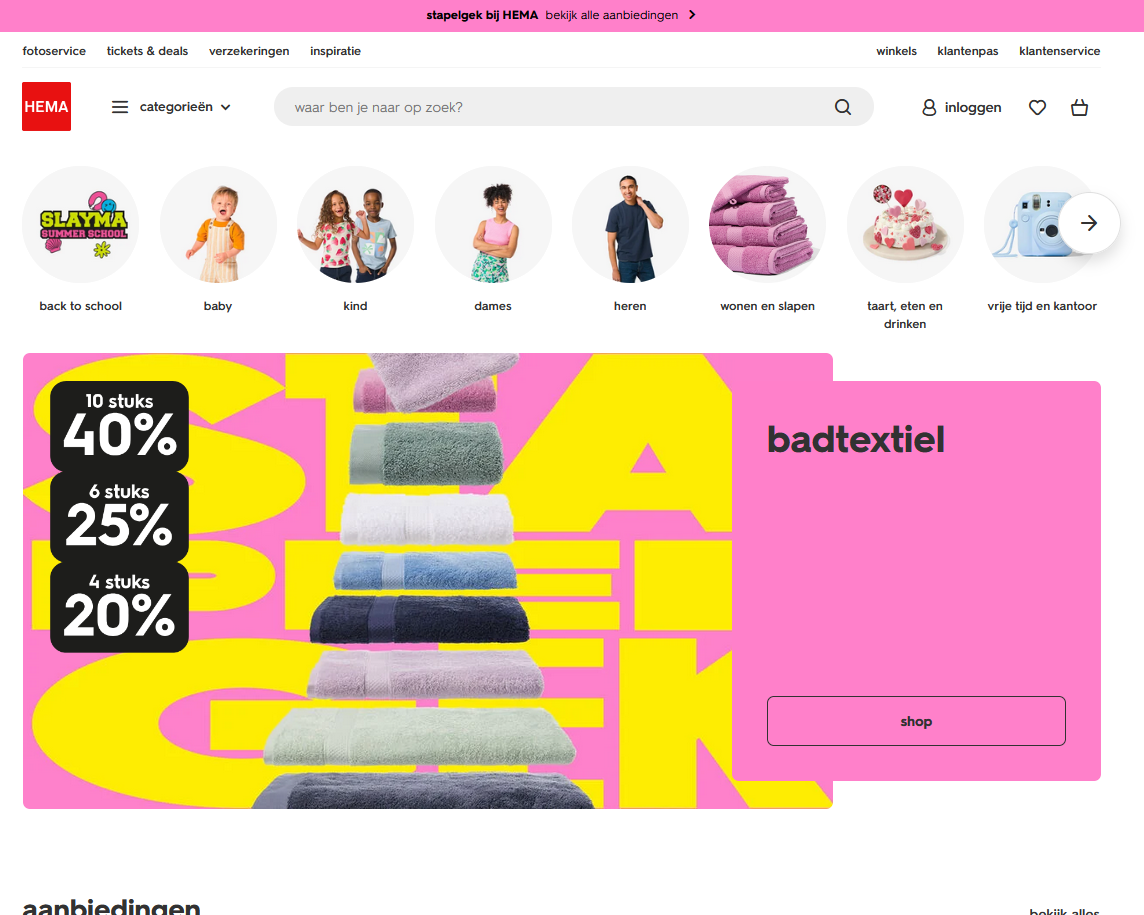 stapelgek bij HEMA bekijk alle aanbiedingen
fotoservice tickets & deals verzekeringen inspiratie winkels klantenpas klantenservice
HEMA categorieën waar ben je naar op zoek? inloggen
SLAYMA
SUMMER SCHOOL
back to school baby kind dames heren wonen en slapen taart, eten en drinken vrije tijd en kantoor
STA
PEL
GEK
10 stuks
40%
6 stuks
25%
4 stuks
20%
badtextiel
shop
aanbiedingen bekijk alles